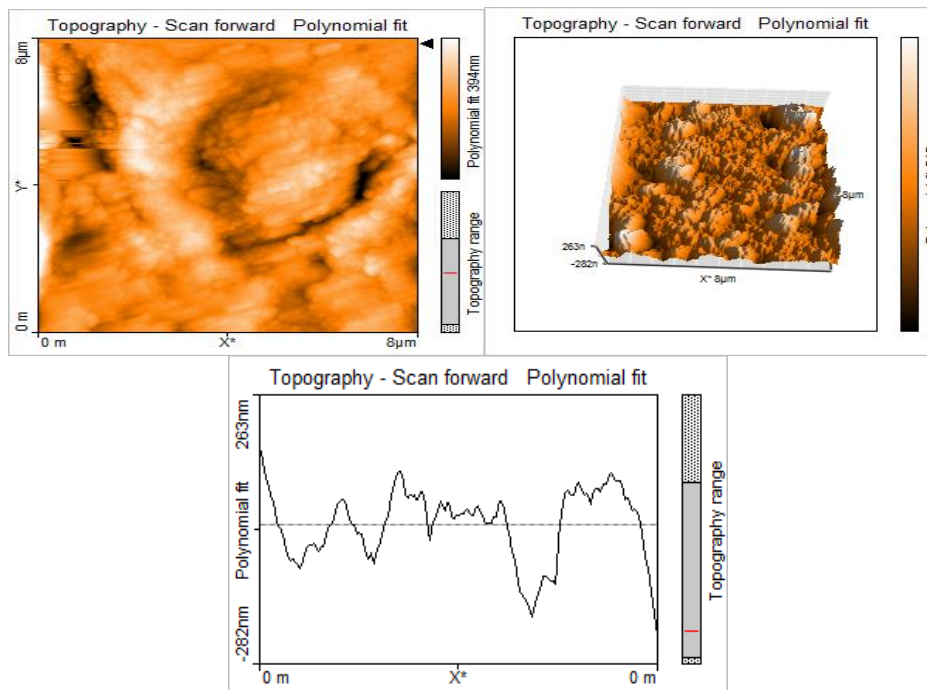 Topography - Scan forward Polynomial fit
8µm
Y*
0 m
0 m
X*
8µm
Polynomial fit 394nm
Topography range
Topography - Scan forward Polynomial fit
263n
-282n
X* 8µm
8µm
Topography - Scan forward Polynomial fit
263nm
Polynomial fit
-282nm
0 m
X*
0 m
Topography range